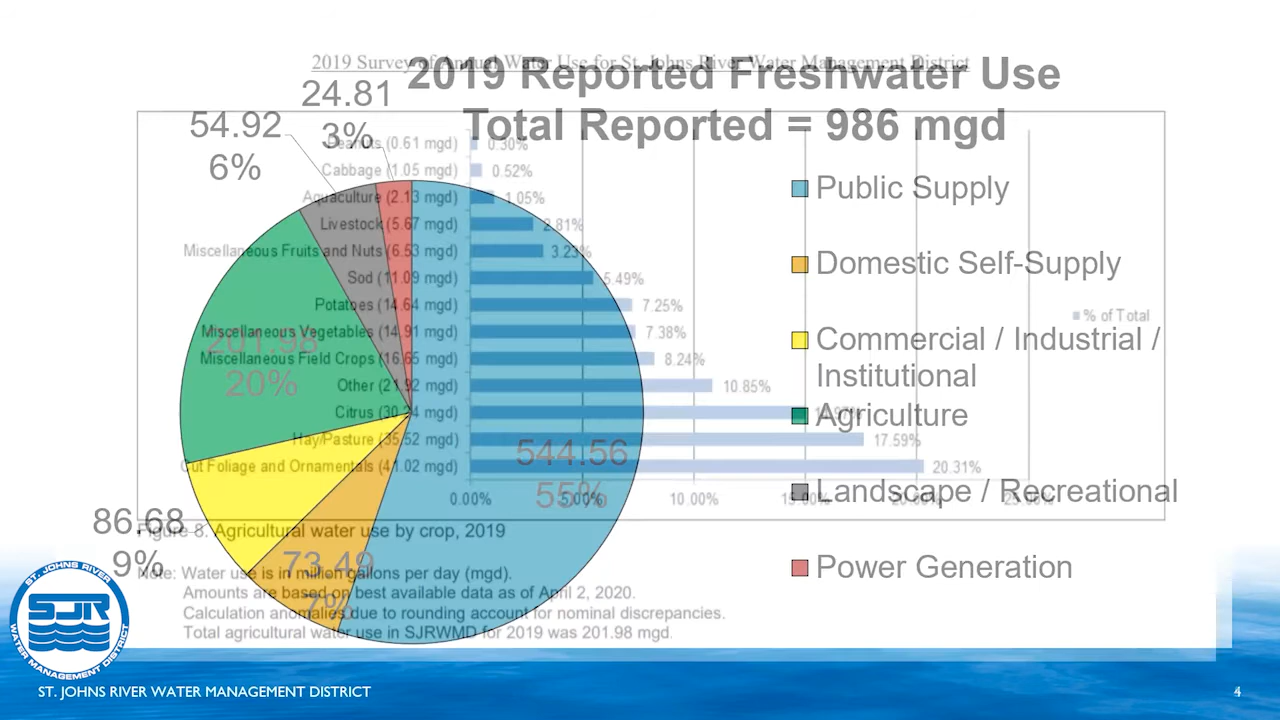 2019 Survey of Annual Water Use for St. Johns River Water Management District
2019 Reported Freshwater Use
Total Reported = 986 mgd
24.81
3%
54.92
6%
201.98
20%
86.68
9%
73.49
7%
544.56
55%
Public Supply
Domestic Self-Supply
Commercial / Industrial /
Institutional
Agriculture
Landscape / Recreational
Power Generation
Peanuts (0.61 mgd) 0.30%
Cabbage (1.05 mgd) 0.52%
Aquaculture (2.13 mgd) 1.05%
Livestock (5.67 mgd) 2.81%
Miscellaneous Fruits and Nuts (6.53 mgd) 3.23%
Sod (11.09 mgd) 5.49%
Potatoes (14.64 mgd) 7.25%
Miscellaneous Vegetables (14.91 mgd) 7.38%
Miscellaneous Field Crops (16.65 mgd) 8.24%
Other (21.92 mgd) 10.85%
Citrus (30.24 mgd)
Hay/Pasture (35.52 mgd) 17.59%
Cut Foliage and Ornamentals (41.02 mgd) 20.31%
0.00% 5.00% 10.00% 15.00% 20.00% 25.00%
% of Total
Figure 8. Agricultural water use by crop, 2019
Note: Water use is in million gallons per day (mgd).
Amounts are based on best available data as of April 2, 2020.
Calculation anomalies due to rounding account for nominal discrepancies.
Total agricultural water use in SJRWMD for 2019 was 201.98 mgd.
ST. JOHNS RIVER
SJR
WATER MANAGEMENT DISTRICT
ST. JOHNS RIVER WATER MANAGEMENT DISTRICT